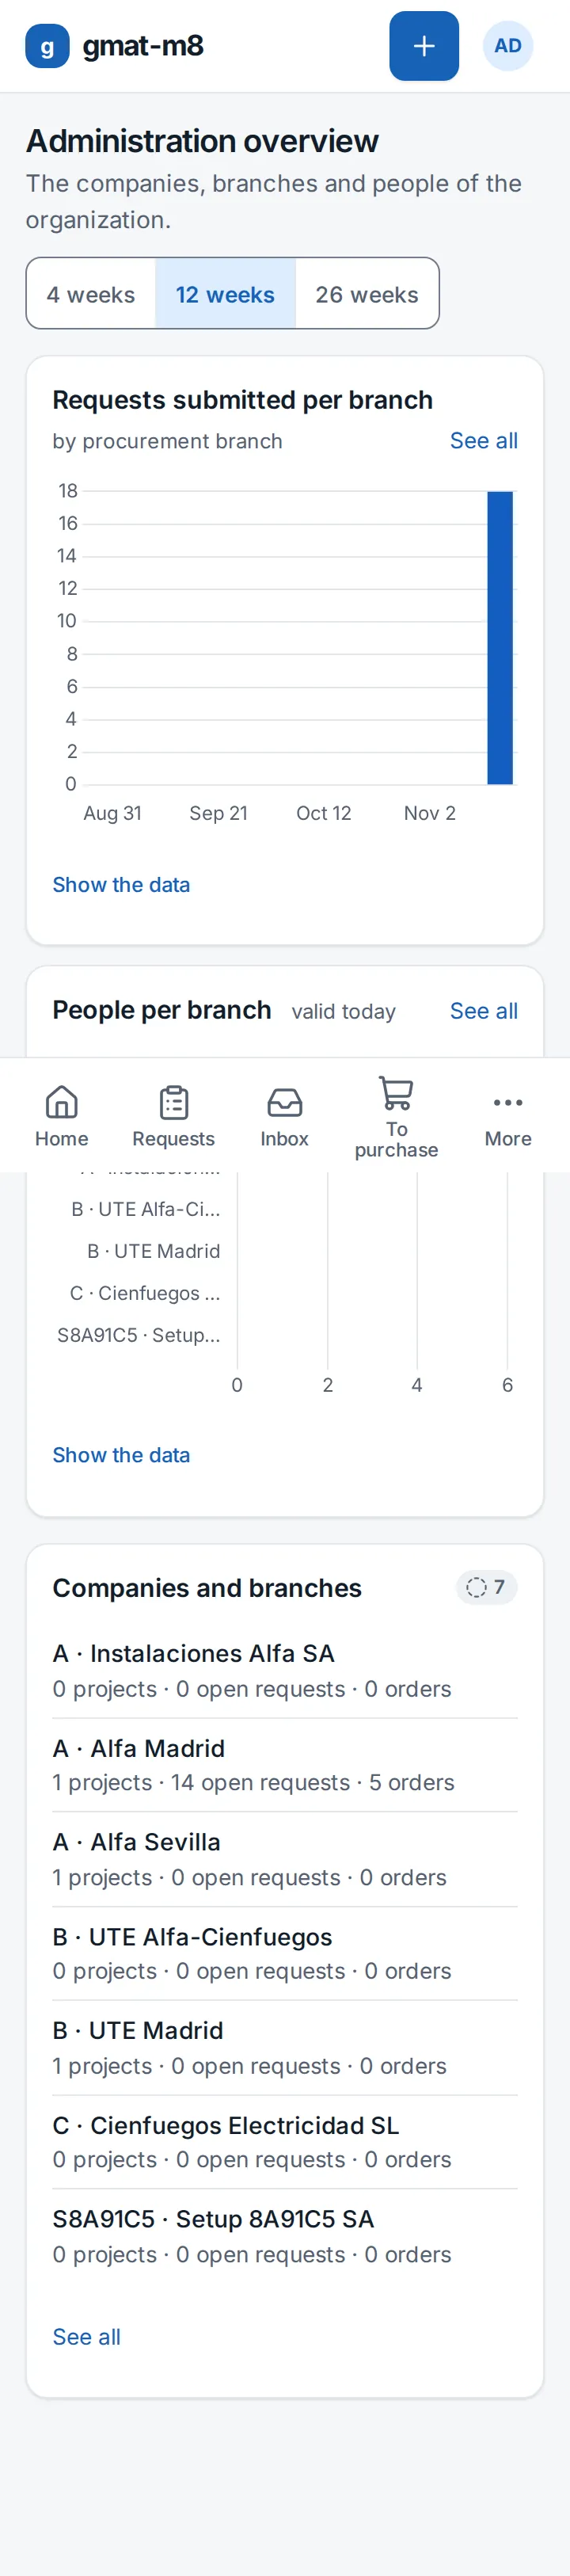 g gmat-m8 AD
Administration overview
The companies, branches and people of the
organization.
4 weeks 12 weeks 26 weeks
Requests submitted per branch
by procurement branch See all
18
16
14
12
10
8
6
4
2
0
Aug 31 Sep 21 Oct 12 Nov 2
Show the data
People per branch valid today See all
Home Requests Inbox To purchase More
B · UTE Alfa-Ci...
B · UTE Madrid
C · Cienfuegos ...
S8A91C5 · Setup...
0 2 4 6
Show the data
Companies and branches 7
A · Instalaciones Alfa SA
0 projects · 0 open requests · 0 orders
A · Alfa Madrid
1 projects · 14 open requests · 5 orders
A · Alfa Sevilla
1 projects · 0 open requests · 0 orders
B · UTE Alfa-Cienfuegos
0 projects · 0 open requests · 0 orders
B · UTE Madrid
1 projects · 0 open requests · 0 orders
C · Cienfuegos Electricidad SL
0 projects · 0 open requests · 0 orders
S8A91C5 · Setup 8A91C5 SA
0 projects · 0 open requests · 0 orders
See all